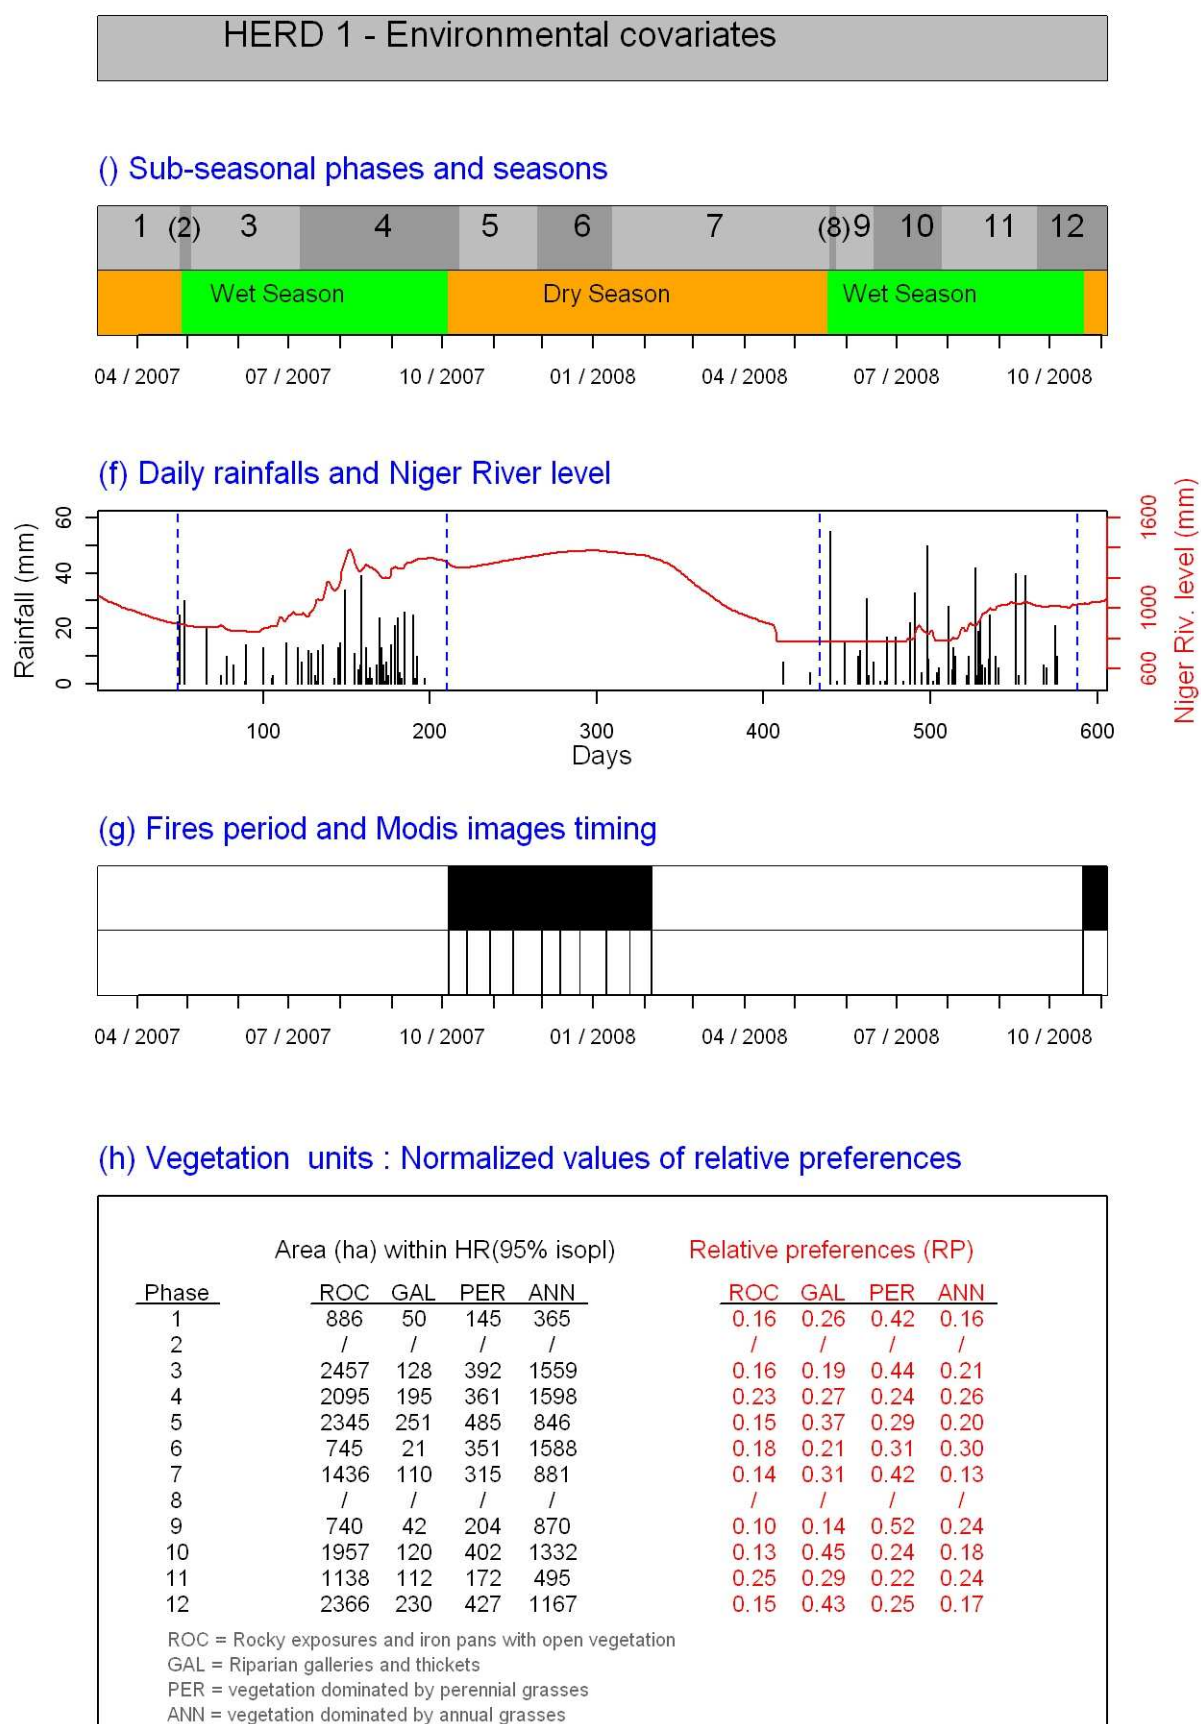 HERD 1 - Environmental covariates
() Sub-seasonal phases and seasons
1 (2) 3 4 5 6 7 (8) 9 10 11 12
Wet Season Dry Season Wet Season
04 / 2007 07 / 2007 10 / 2007 01 / 2008 04 / 2008 07 / 2008 10 / 2008
(f) Daily rainfalls and Niger River level
Rainfall (mm)
60
40
20
0
1600
1000
600
Niger Riv. level (mm)
100 200 300 400 500 600
Days
(g) Fires period and Modis images timing
04 / 2007 07 / 2007 10 / 2007 01 / 2008 04 / 2008 07 / 2008 10 / 2008
(h) Vegetation units : Normalized values of relative preferences
Area (ha) within HR(95% isopl) Relative preferences (RP)
Phase ROC GAL PER ANN ROC GAL PER ANN
1 886 50 145 365 0.16 0.26 0.42 0.16
2 / / / / / / / /
3 2457 128 392 1559 0.16 0.19 0.44 0.21
4 2095 195 361 1598 0.23 0.27 0.24 0.26
5 2345 251 485 846 0.15 0.37 0.29 0.20
6 745 21 351 1588 0.18 0.21 0.31 0.30
7 1436 110 315 881 0.14 0.31 0.42 0.13
8 / / / / / / / /
9 740 42 204 870 0.10 0.14 0.52 0.24
10 1957 120 402 1332 0.13 0.45 0.24 0.18
11 1138 112 172 495 0.25 0.29 0.22 0.24
12 2366 230 427 1167 0.15 0.43 0.25 0.17
ROC = Rocky exposures and iron pans with open vegetation
GAL = Riparian galleries and thickets
PER = vegetation dominated by perennial grasses
ANN = vegetation dominated by annual grasses